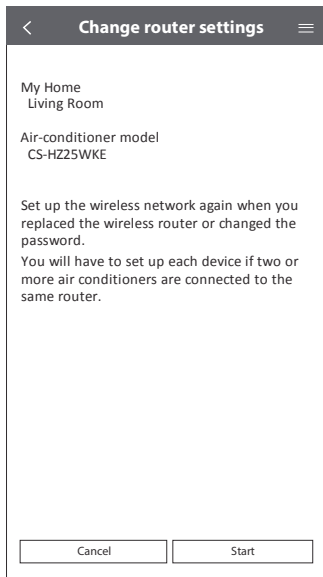 Change router settings
My Home
Living Room
Air-conditioner model
CS-HZ25WKE
Set up the wireless network again when you
replaced the wireless router or changed the
password.
You will have to set up each device if two or
more air conditioners are connected to the
same router.
Cancel
Start